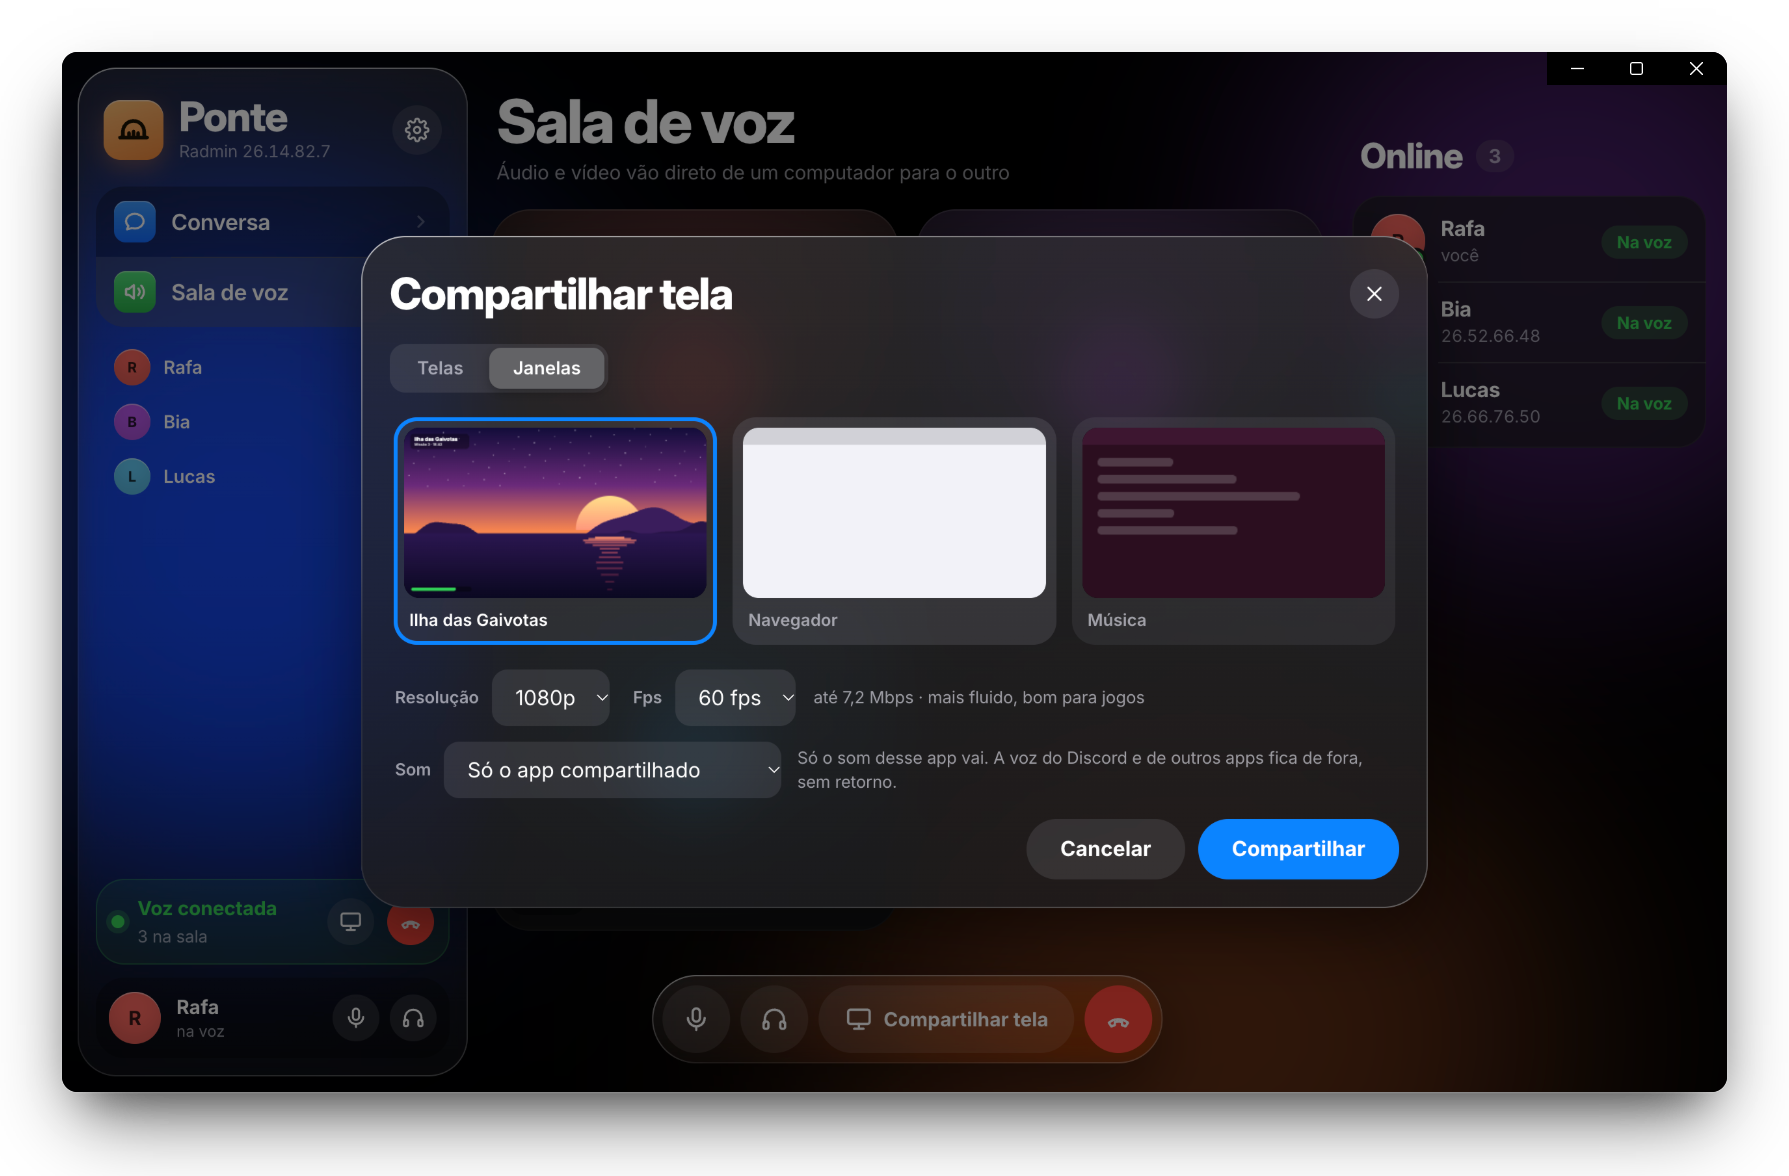 Ponte
Radmin 26.14.82.7
Conversa
Sala de voz
R Rafa
B Bia
L Lucas
Voz conectada
3 na sala
R Rafa
na voz
Sala de voz
Áudio e vídeo vão direto de um computador para o outro
Compartilhar tela
Telas Janelas
Ilha das Gaivotas
Ilha das Gaivotas
Navegador
Música
Resolução 1080p Fps 60 fps até 7,2 Mbps · mais fluido, bom para jogos
Som Só o app compartilhado Só o som desse app vai. A voz do Discord e de outros apps fica de fora,
sem retorno.
Cancelar Compartilhar
Compartilhar tela
Online 3
Rafa
você
Na voz
Bia
26.52.66.48
Na voz
Lucas
26.66.76.50
Na voz